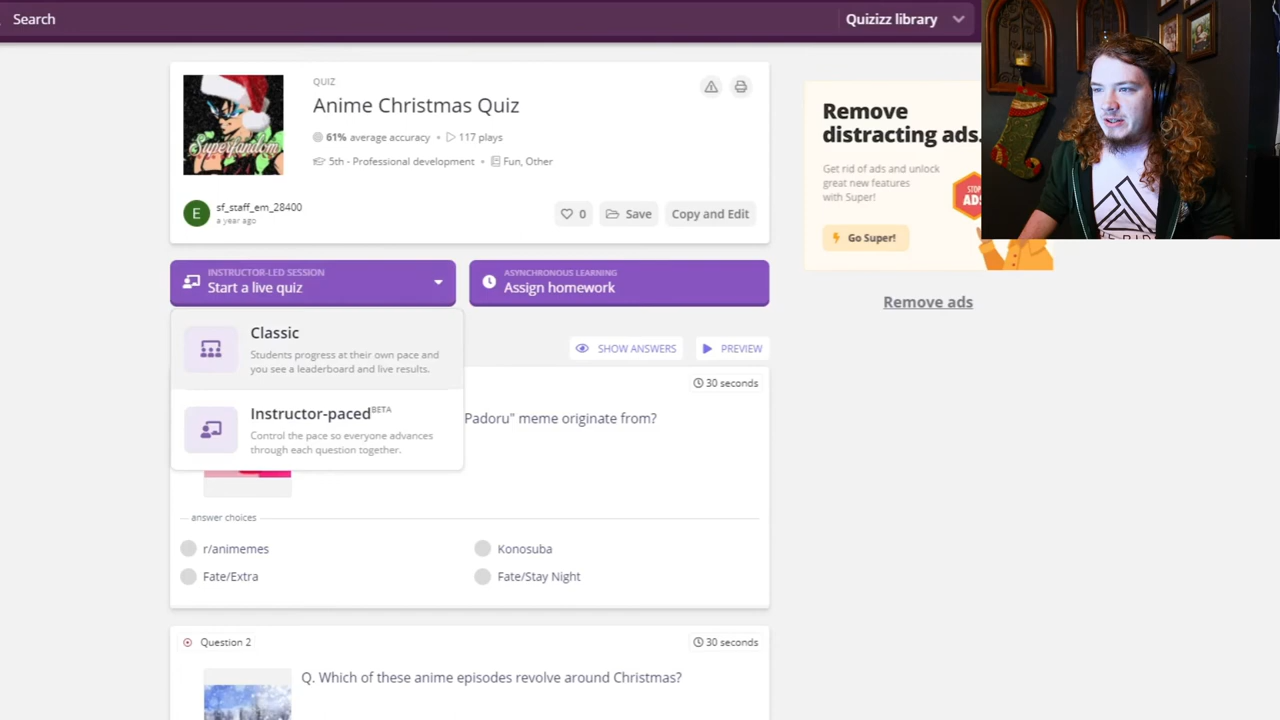 Search
Quizizz library
Superfandom
QUIZ
Anime Christmas Quiz
61% average accuracy • 117 plays
5th - Professional development • Fun, Other
E
sf_staff_em_28400
a year ago
0
Save
Copy and Edit
Remove
distracting ads.
Get rid of ads and unlock
great new features
with Super!
STOP
ADS
Go Super!
Remove ads
INSTRUCTOR-LED SESSION
Start a live quiz
ASYNCHRONOUS LEARNING
Assign homework
Classic
Students progress at their own pace and
you see a leaderboard and live results.
Instructor-paced BETA
Control the pace so everyone advances
through each question together.
SHOW ANSWERS
PREVIEW
30 seconds
Padoru" meme originate from?
answer choices
r/animemes
Konosuba
Fate/Extra
Fate/Stay Night
Question 2
30 seconds
Q. Which of these anime episodes revolve around Christmas?